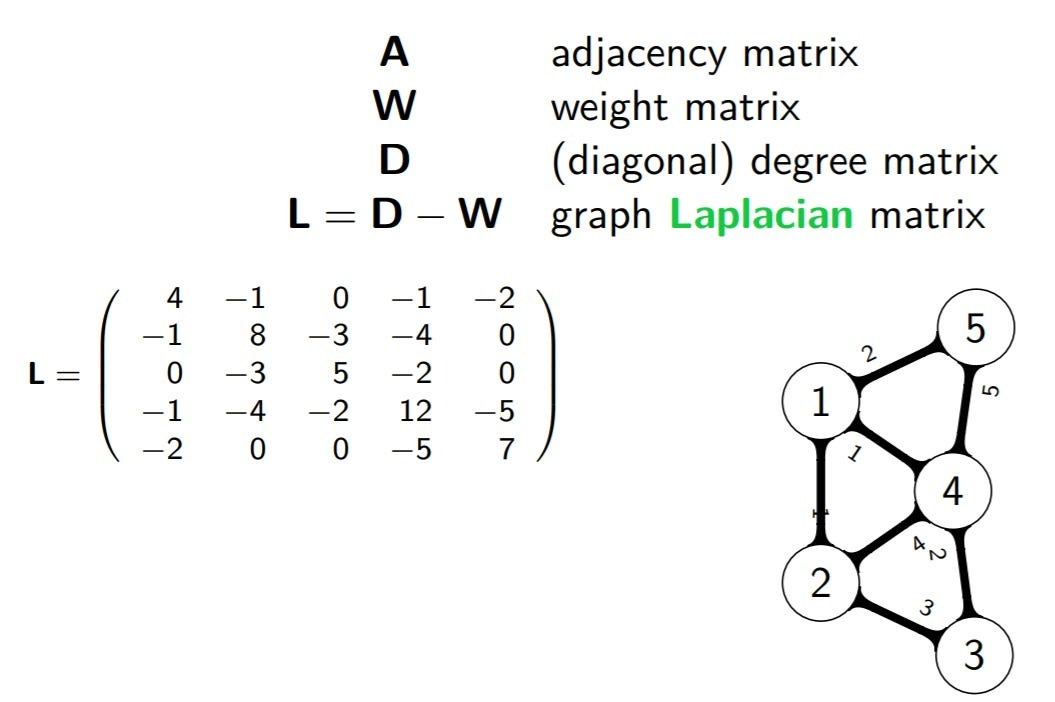 A adjacency matrix
W weight matrix
D (diagonal) degree matrix
L = D − W graph Laplacian matrix
L =
4 −1 0 −1 −2
−1 8 −3 −4 0
0 −3 5 −2 0
−1 −4 −2 12 −5
−2 0 0 −5 7
5
2
5
1
1
4
1
4
2
2
3
3